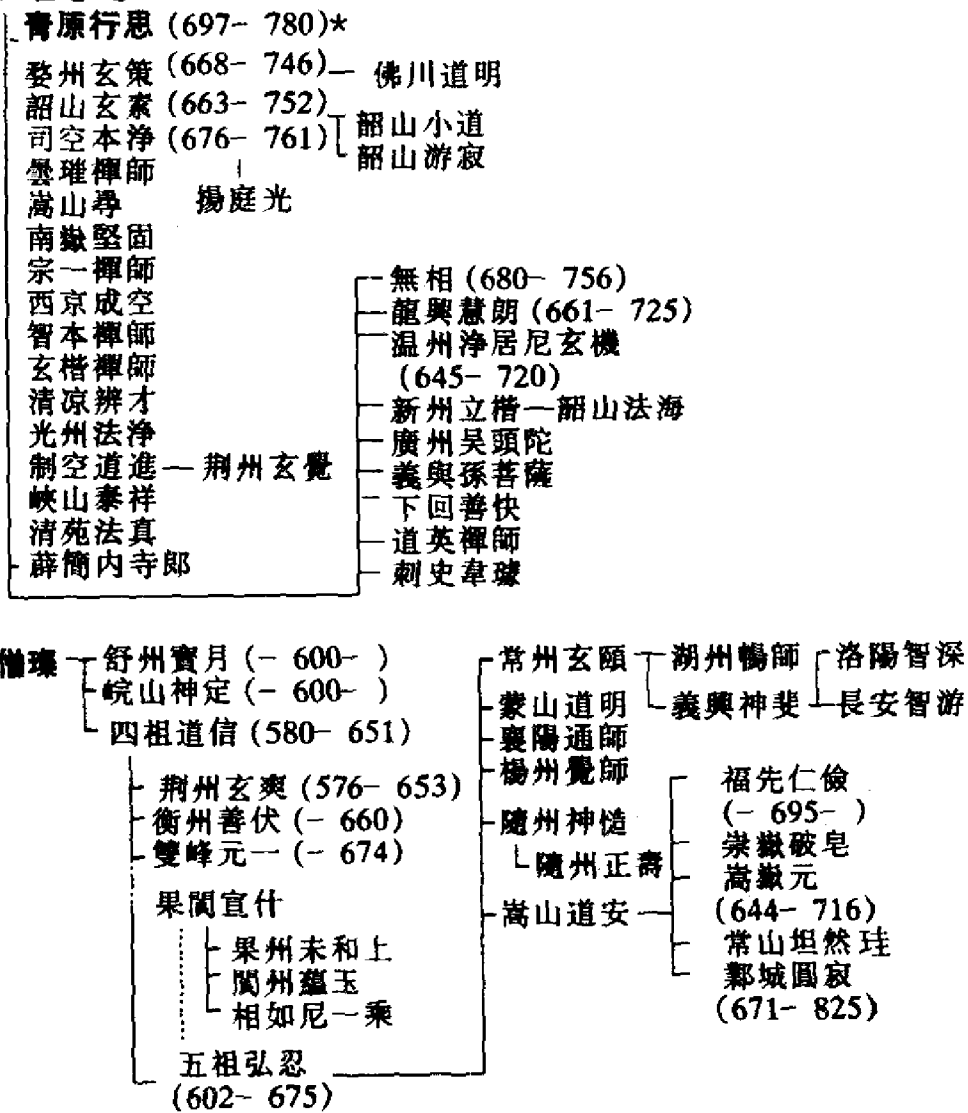 青原行思 (697- 780)*
婺州玄策 (668- 746) 佛川道明
韶山玄素 (663- 752) 韶山小道
司空本浄 (676- 761) 韶山游寂
曇璀禪師
嵩山尋 揚庭光
南嶽堅固
宗一禪師
西京成空
智本禪師
玄楷禪師
清凉辨才
光州法浄
制空道進 荆州玄覺
峽山泰祥
清苑法真
薜簡内寺郎
無相 (680- 756)
龍興慧朗 (661- 725)
温州浄居尼玄機
(645- 720)
新州立楷 韶山法海
廣州吴頭陀
義興孫菩薩
下回善快
道英禪師
刺史韋璩
僧璨 舒州寶月 (- 600- )
皖山神定 (- 600- )
四祖道信 (580- 651)
荆州玄爽 (576- 653)
衡州善伏 (- 660)
雙峰元一 (- 674)
果閬宣什
果州未和上
閬州蘊玉
相如尼一乘
五祖弘忍
(602- 675)
常州玄賾 湖州暢師 洛陽智深
義興神斐 長安智游
蒙山道明
襄陽通師
楊州覺師
隨州神慥
隨州正壽
嵩山道安
福先仁儉
(- 695- )
崇嶽破皂
嵩嶽元
(644- 716)
常山坦然珪
鄴城圓寂
(671- 825)